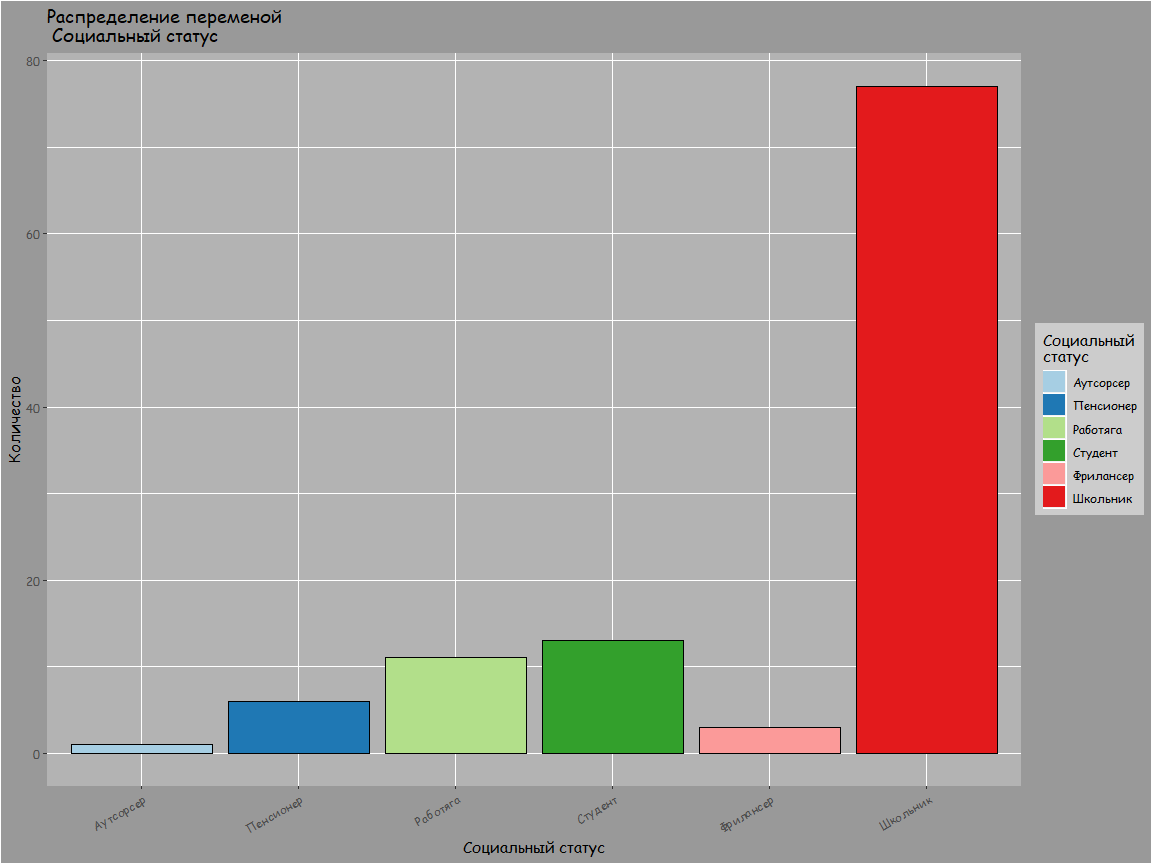 Распределение переменой
Социальный статус
80
60
40
20
0
Количество
Аутсорсер
Пенсионер
Работяга
Студент
Фрилансер
Школьник
Социальный статус
Социальный
статус
Аутсорсер
Пенсионер
Работяга
Студент
Фрилансер
Школьник